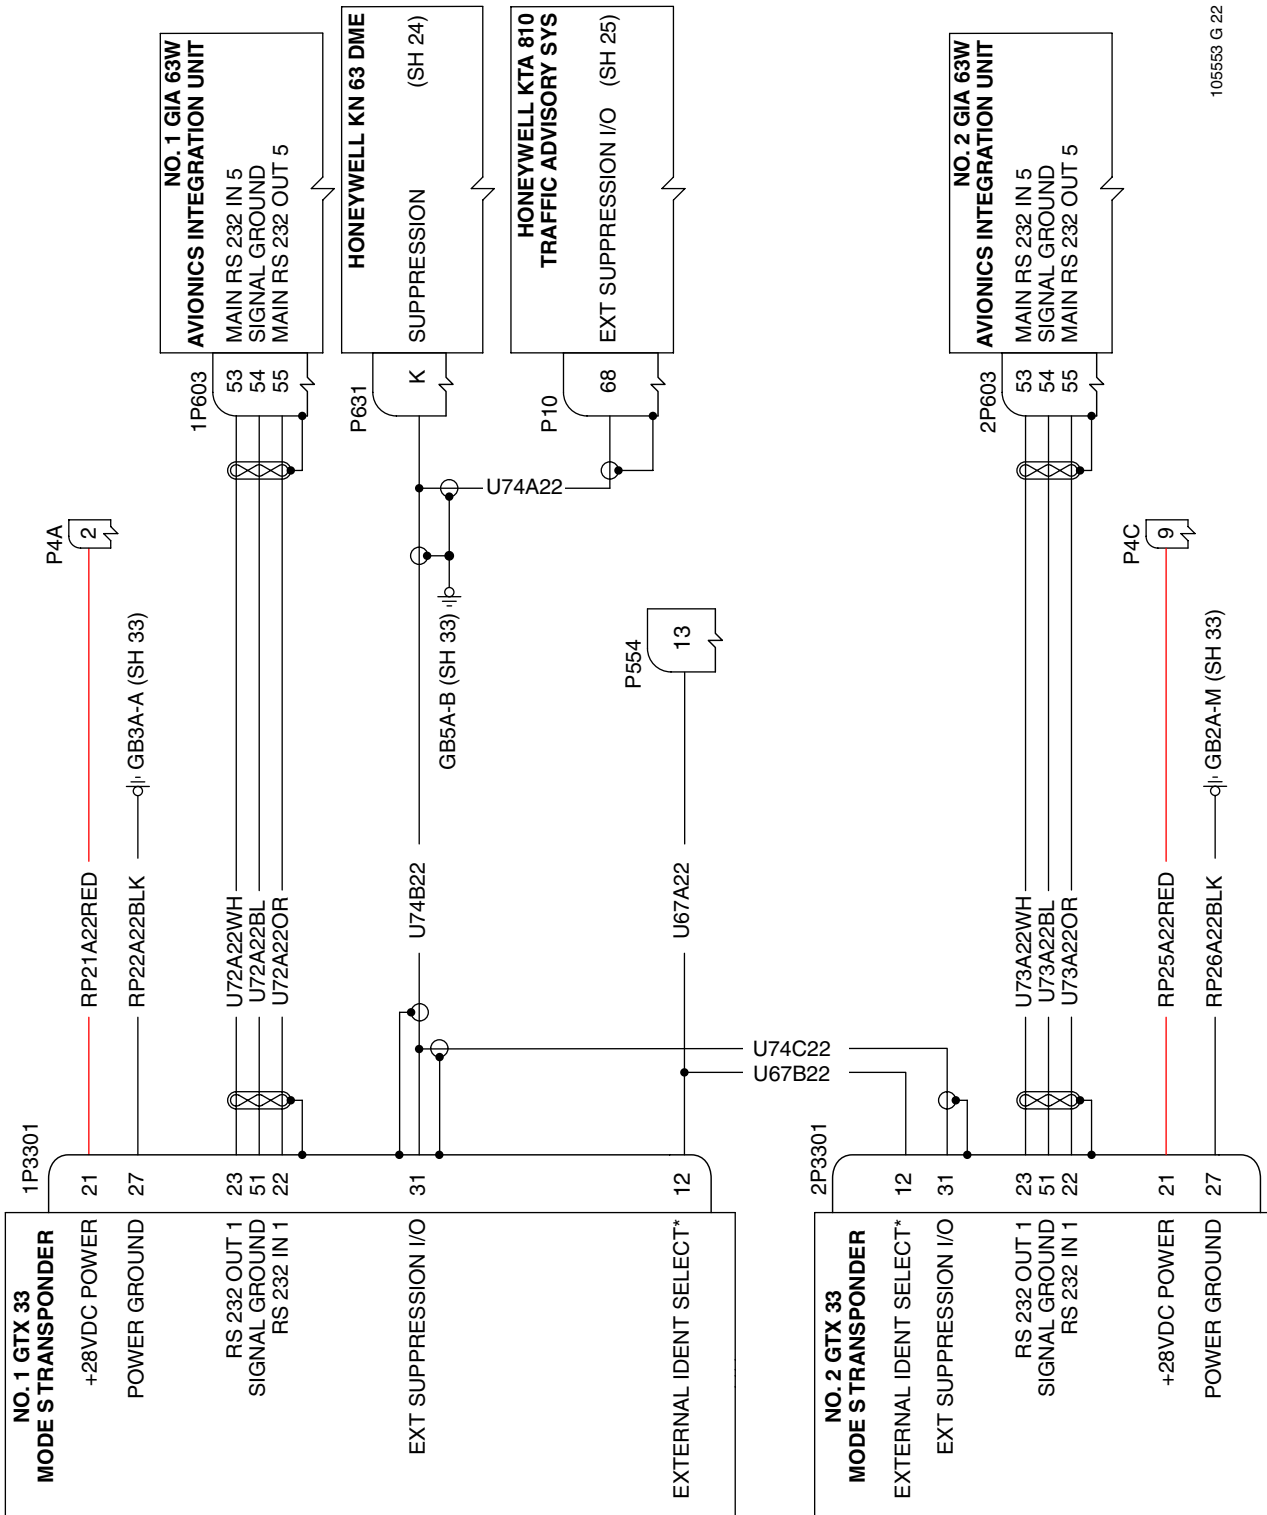 NO. 1 GTX 33
MODE S TRANSPONDER
+28VDC POWER
POWER GROUND
RS 232 OUT 1
SIGNAL GROUND
RS 232 IN 1
EXT SUPPRESSION I/O
EXTERNAL IDENT SELECT*
1P3301
21
27
23
51
22
31
12
RP21A22RED
RP22A22BLK
U72A22WH
U72A22BL
U72A22OR
U74B22
U67A22
P4A
2
GB3A-A (SH 33)
1P603
53
54
55
NO. 1 GIA 63W
AVIONICS INTEGRATION UNIT
MAIN RS 232 IN 5
SIGNAL GROUND
MAIN RS 232 OUT 5
P631
K
HONEYWELL KN 63 DME
SUPPRESSION (SH 24)
GB5A-B (SH 33)
U74A22
P10
68
HONEYWELL KTA 810
TRAFFIC ADVISORY SYS
EXT SUPPRESSION I/O (SH 25)
P554
13
U74C22
U67B22
NO. 2 GTX 33
MODE S TRANSPONDER
EXTERNAL IDENT SELECT*
EXT SUPPRESSION I/O
RS 232 OUT 1
SIGNAL GROUND
RS 232 IN 1
+28VDC POWER
POWER GROUND
2P3301
12
31
23
51
22
21
27
U73A22WH
U73A22BL
U73A22OR
RP25A22RED
RP26A22BLK
2P603
53
54
55
NO. 2 GIA 63W
AVIONICS INTEGRATION UNIT
MAIN RS 232 IN 5
SIGNAL GROUND
MAIN RS 232 OUT 5
P4C
9
GB2A-M (SH 33)
105553 G 22